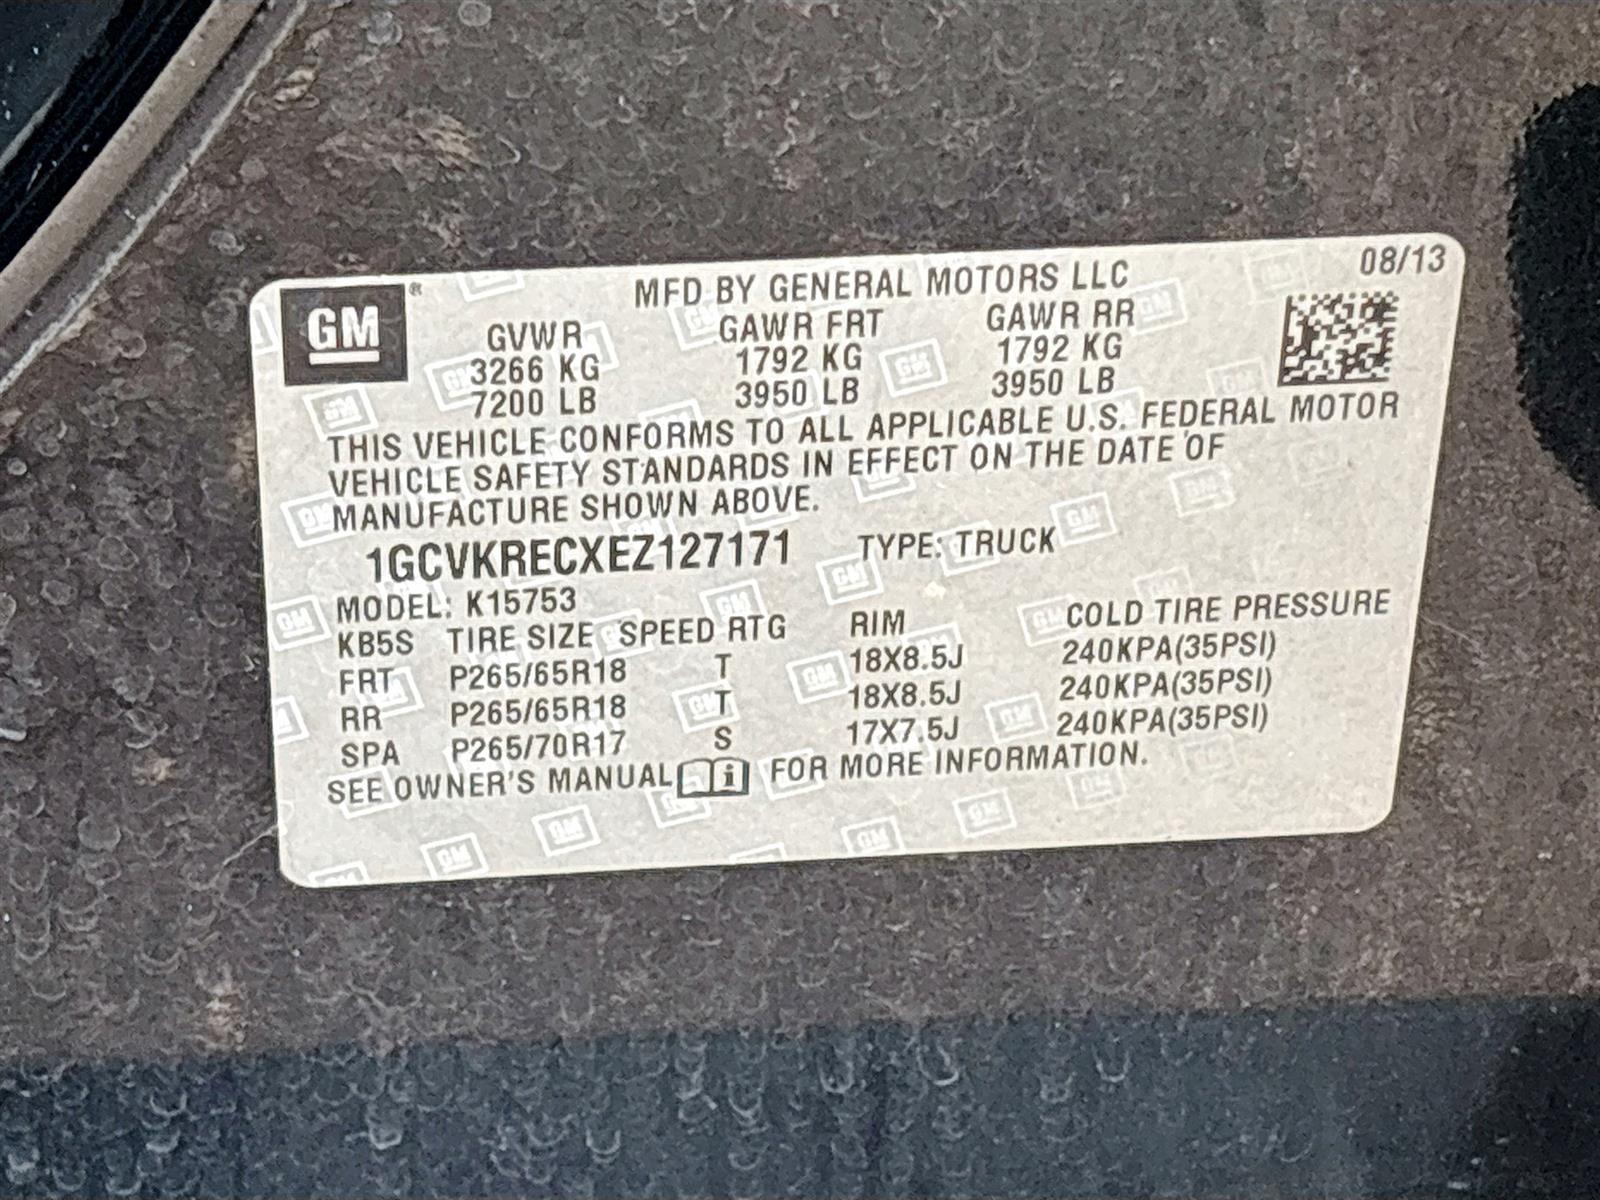 MFD BY GENERAL MOTORS LLC 08/13
GM ®
GVWR GAWR FRT GAWR RR
3266 KG 1792 KG 1792 KG
7200 LB 3950 LB 3950 LB
THIS VEHICLE CONFORMS TO ALL APPLICABLE U.S. FEDERAL MOTOR
VEHICLE SAFETY STANDARDS IN EFFECT ON THE DATE OF
MANUFACTURE SHOWN ABOVE.
1GCVKRECXEZ127171 TYPE: TRUCK
MODEL: K15753
KB5S TIRE SIZE SPEED RTG RIM COLD TIRE PRESSURE
FRT P265/65R18 T 18X8.5J 240KPA(35PSI)
RR P265/65R18 T 18X8.5J 240KPA(35PSI)
SPA P265/70R17 S 17X7.5J 240KPA(35PSI)
SEE OWNER'S MANUAL i FOR MORE INFORMATION.